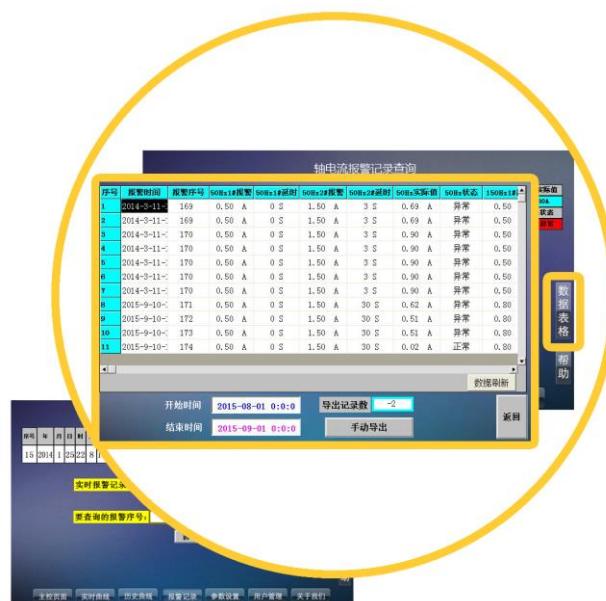 轴电流报警记录查询
序号 报警时间 报警序号 50Hz1#报警 50Hz1#延时 50Hz2#报警 50Hz2#延时 50Hz实际值 50Hz状态 150Hz1#
1 2014-3-11- 169 0.50 A 0 S 1.50 A 3 S 0.69 A 异常 0.50
2 2014-3-11- 169 0.50 A 0 S 1.50 A 3 S 0.69 A 异常 0.50
3 2014-3-11- 170 0.50 A 0 S 1.50 A 3 S 0.90 A 异常 0.50
4 2014-3-11- 170 0.50 A 0 S 1.50 A 3 S 0.90 A 异常 0.50
5 2014-3-11- 170 0.50 A 0 S 1.50 A 3 S 0.90 A 异常 0.50
6 2014-3-11- 170 0.50 A 0 S 1.50 A 3 S 0.90 A 异常 0.50
7 2014-3-11- 170 0.50 A 0 S 1.50 A 3 S 0.90 A 异常 0.50
8 2015-9-10- 171 0.50 A 0 S 1.50 A 30 S 0.62 A 异常 0.80
9 2015-9-10- 172 0.50 A 0 S 1.50 A 30 S 0.51 A 异常 0.80
10 2015-9-10- 173 0.50 A 0 S 1.50 A 30 S 0.51 A 异常 0.80
11 2015-9-10- 174 0.50 A 0 S 1.50 A 30 S 0.02 A 正常 0.80
实际值
状态
数据表格
帮助
数据刷新
开始时间 2015-08-01 0:0:0 导出记录数 -2
结束时间 2015-09-01 0:0:0 手动导出
返回
序号 年 月 日 时
15 2014 1 25 22 8
实时报警记录
要查询的报警序号:
主控页面 实时曲线 历史曲线 报警记录 参数设置 用户管理 关于我们